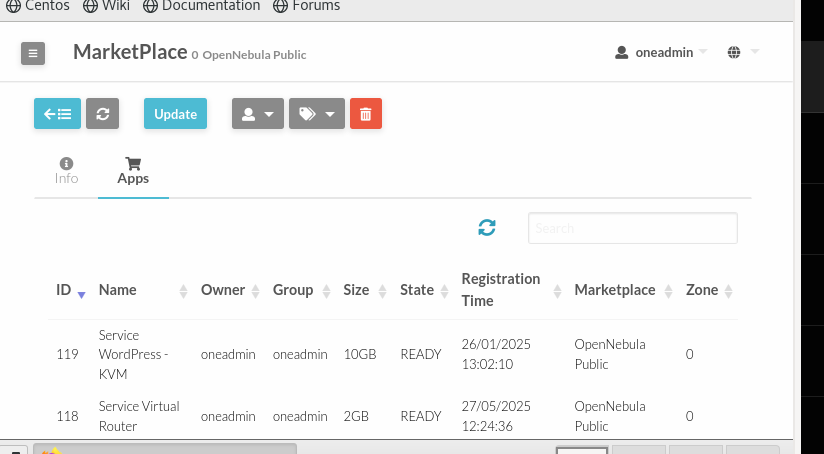 Centos Wiki Documentation Forums
MarketPlace 0 OpenNebula Public oneadmin
Update
Info Apps
Search
ID Name Owner Group Size State Registration Time Marketplace Zone
119 Service WordPress - KVM oneadmin oneadmin 10GB READY 26/01/2025 13:02:10 OpenNebula Public 0
118 Service Virtual Router oneadmin oneadmin 2GB READY 27/05/2025 12:24:36 OpenNebula Public 0